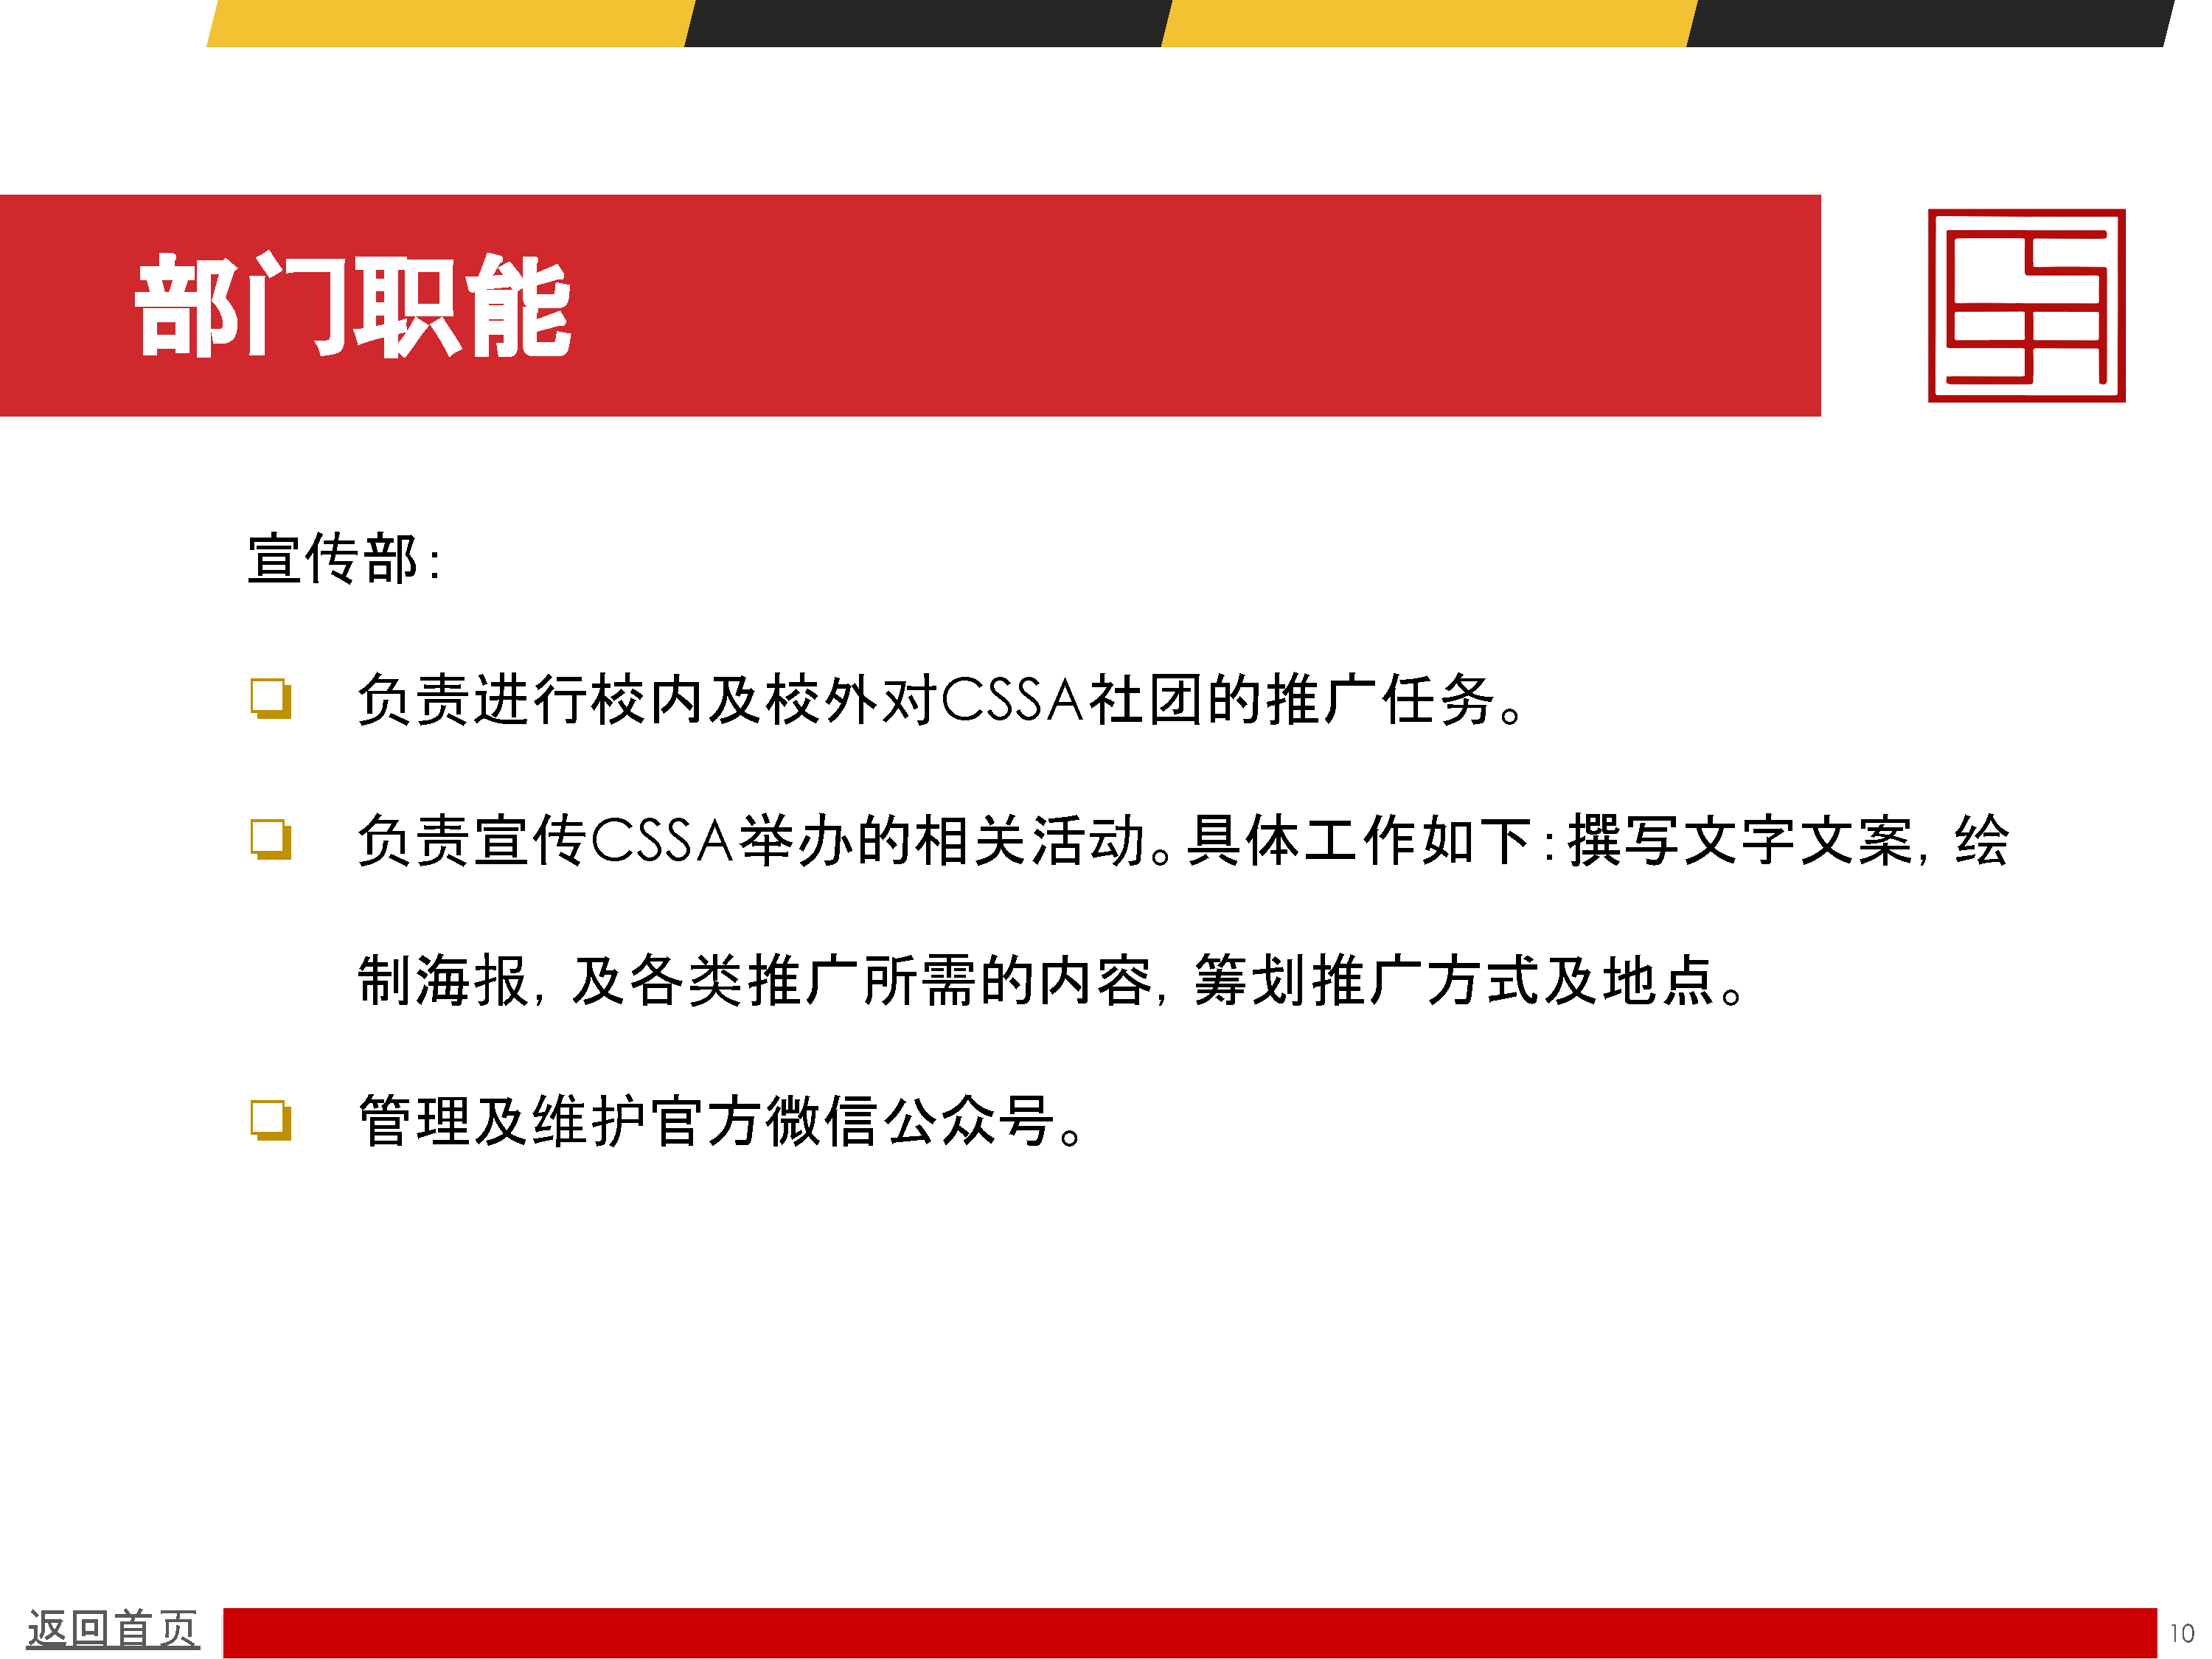 部门职能
宣传部：
❏ 负责进行校内及校外对CSSA社团的推广任务。
❏ 负责宣传CSSA举办的相关活动。具体工作如下：撰写文字文案，绘
制海报，及各类推广所需的内容，筹划推广方式及地点。
❏ 管理及维护官方微信公众号。
返回首页
10